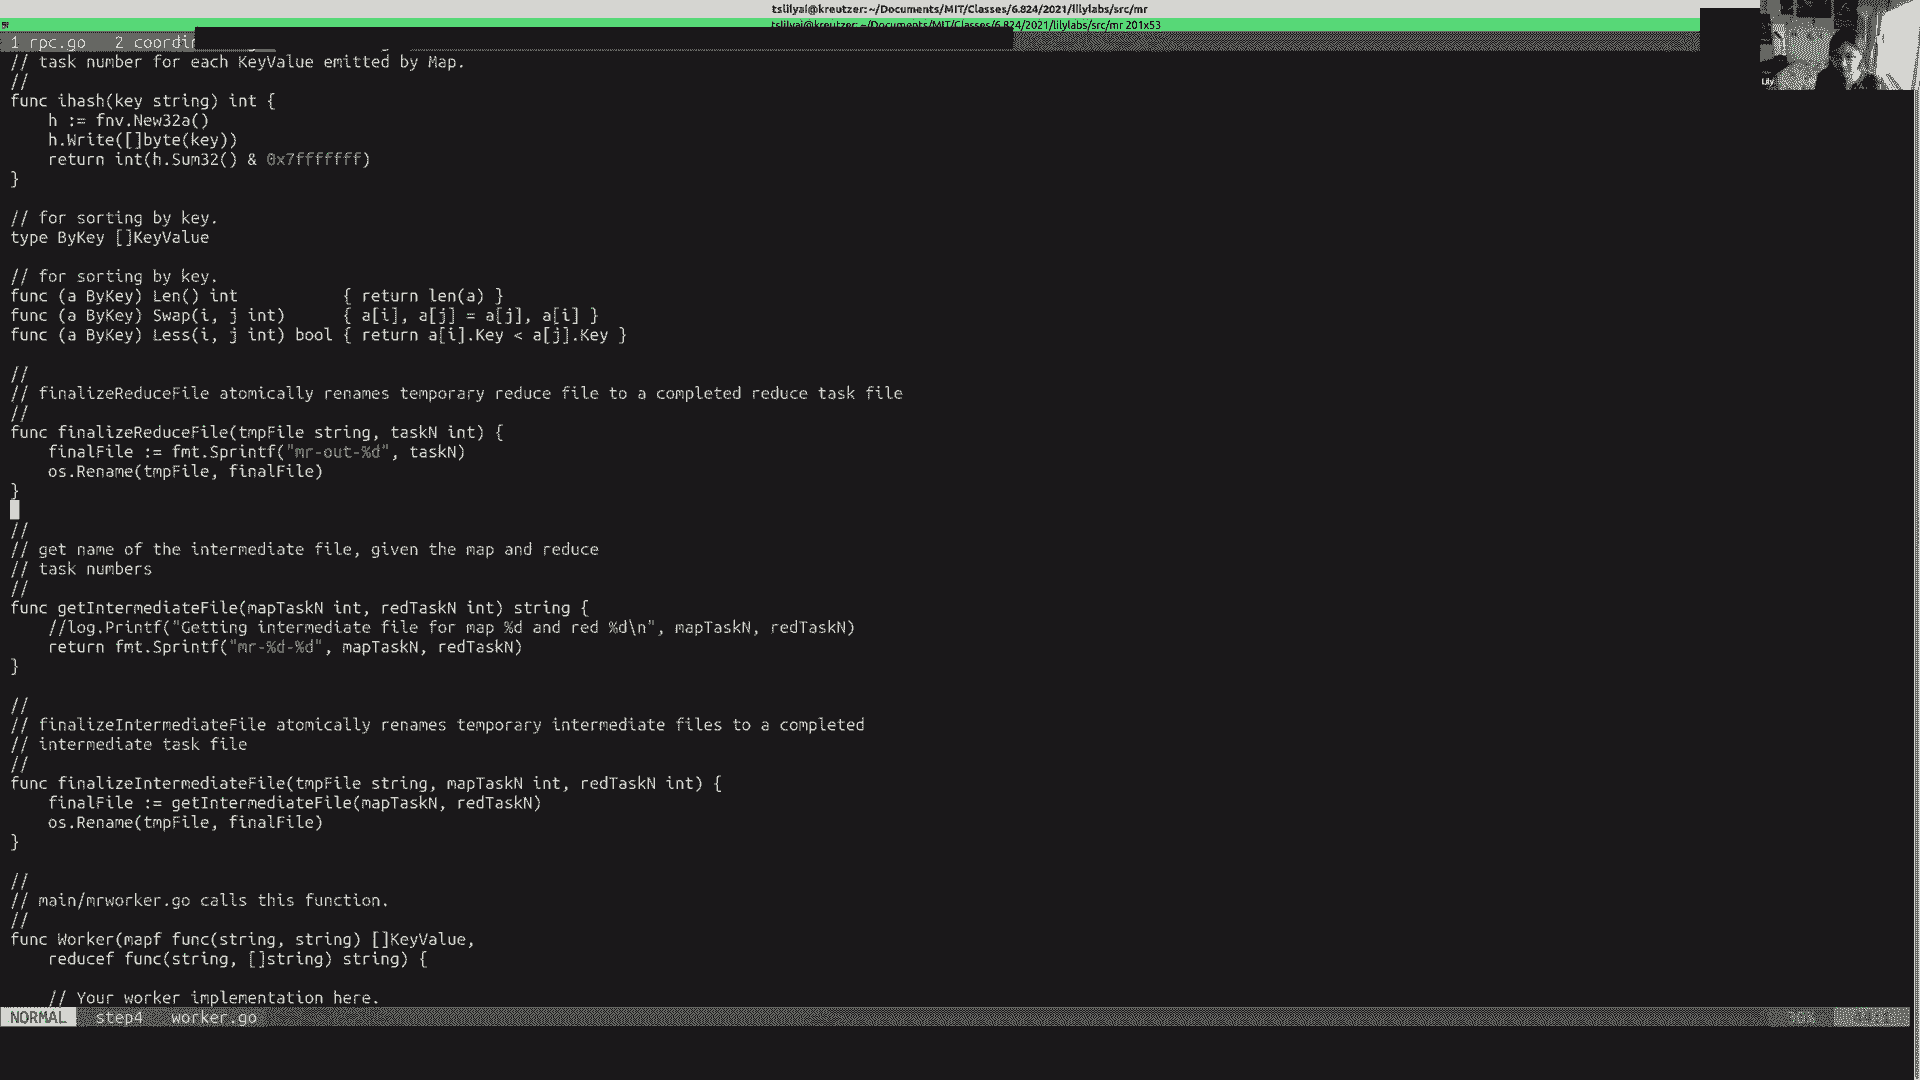 tslilyai@kreutzer: ~/Documents/MIT/Classes/6.824/2021/lilylabs/src/mr
tslilyai@kreutzer: ~/Documents/MIT/Classes/6.824/2021/lilylabs/src/mr 201x53
1 rpc.go   2 coordin
// task number for each KeyValue emitted by Map.
//
func ihash(key string) int {
    h := fnv.New32a()
    h.Write([]byte(key))
    return int(h.Sum32() & 0x7fffffff)
}
// for sorting by key.
type ByKey []KeyValue
// for sorting by key.
func (a ByKey) Len() int           { return len(a) }
func (a ByKey) Swap(i, j int)      { a[i], a[j] = a[j], a[i] }
func (a ByKey) Less(i, j int) bool { return a[i].Key < a[j].Key }
//
// finalizeReduceFile atomically renames temporary reduce file to a completed reduce task file
//
func finalizeReduceFile(tmpFile string, taskN int) {
    finalFile := fmt.Sprintf("mr-out-%d", taskN)
    os.Rename(tmpFile, finalFile)
}
//
// get name of the intermediate file, given the map and reduce
// task numbers
//
func getIntermediateFile(mapTaskN int, redTaskN int) string {
    //log.Printf("Getting intermediate file for map %d and red %d\n", mapTaskN, redTaskN)
    return fmt.Sprintf("mr-%d-%d", mapTaskN, redTaskN)
}
//
// finalizeIntermediateFile atomically renames temporary intermediate files to a completed
// intermediate task file
//
func finalizeIntermediateFile(tmpFile string, mapTaskN int, redTaskN int) {
    finalFile := getIntermediateFile(mapTaskN, redTaskN)
    os.Rename(tmpFile, finalFile)
}
//
// main/mrworker.go calls this function.
//
func Worker(mapf func(string, string) []KeyValue,
    reducef func(string, []string) string) {
    // Your worker implementation here.
NORMAL   step4   worker.go
Lily